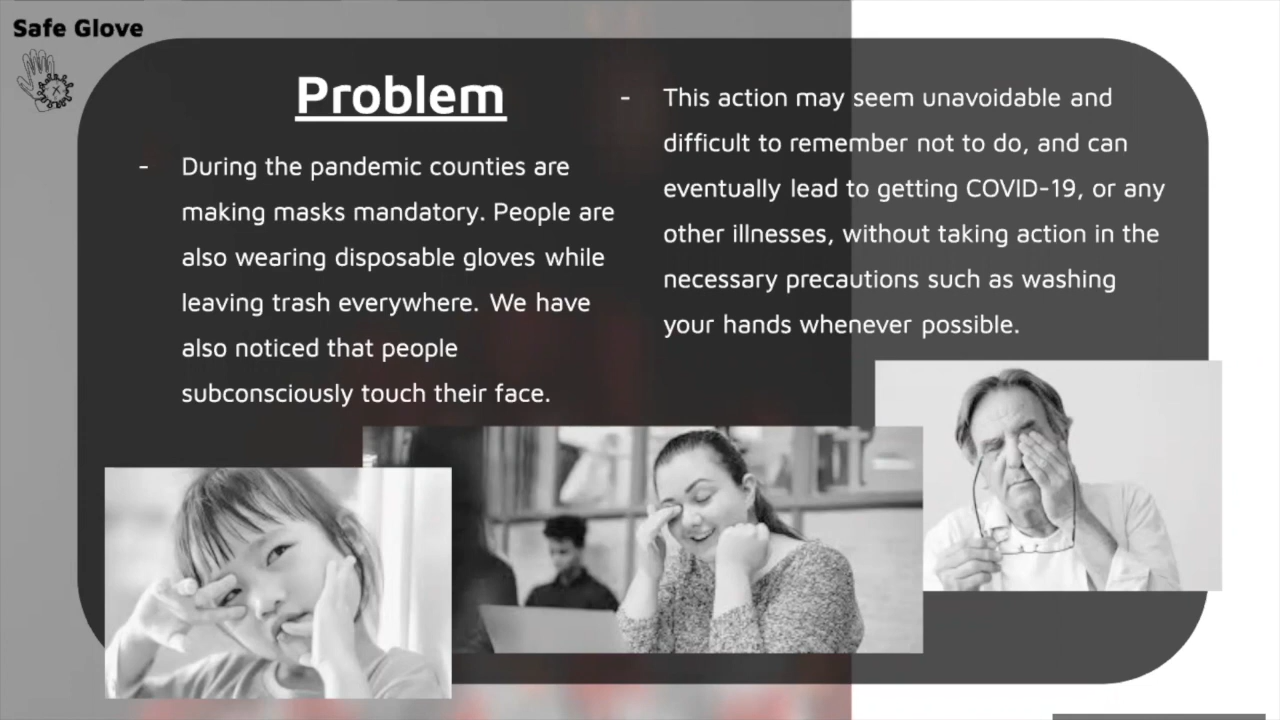 Safe Glove
Problem
- During the pandemic counties are
making masks mandatory. People are
also wearing disposable gloves while
leaving trash everywhere. We have
also noticed that people
subconsciously touch their face.
- This action may seem unavoidable and
difficult to remember not to do, and can
eventually lead to getting COVID-19, or any
other illnesses, without taking action in the
necessary precautions such as washing
your hands whenever possible.